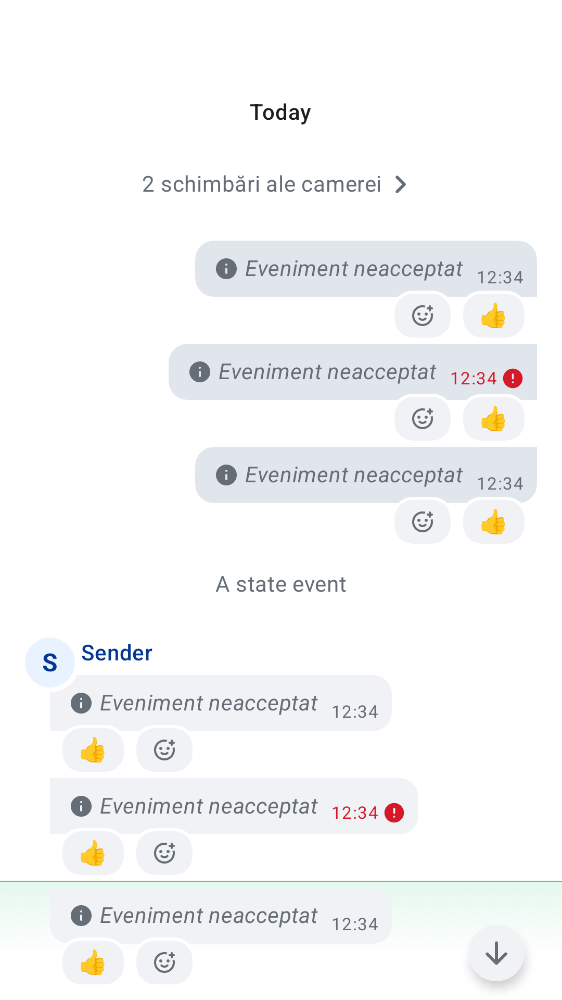 Today
2 schimbări ale camerei
Eveniment neacceptat 12:34
👍
Eveniment neacceptat 12:34
👍
Eveniment neacceptat 12:34
👍
A state event
S Sender
Eveniment neacceptat 12:34
👍
Eveniment neacceptat 12:34
👍
Eveniment neacceptat 12:34
👍